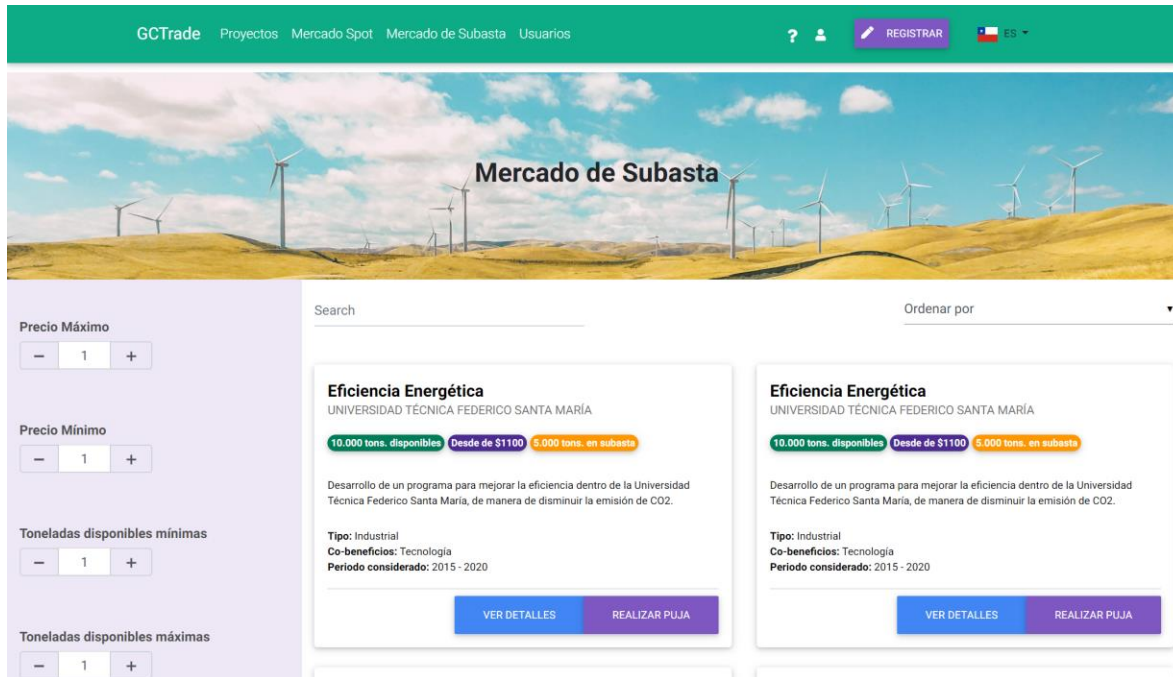 GCTrade Proyectos Mercado Spot Mercado de Subasta Usuarios ? REGISTRAR ES
Mercado de Subasta
Search
Ordenar por
Precio Máximo
− 1 +
Precio Mínimo
− 1 +
Toneladas disponibles mínimas
− 1 +
Toneladas disponibles máximas
− 1 +
Eficiencia Energética
UNIVERSIDAD TÉCNICA FEDERICO SANTA MARÍA
10.000 tons. disponibles Desde de $1100 5.000 tons. en subasta
Desarrollo de un programa para mejorar la eficiencia dentro de la Universidad
Técnica Federico Santa María, de manera de disminuir la emisión de CO2.
Tipo: Industrial
Co-beneficios: Tecnología
Periodo considerado: 2015 - 2020
VER DETALLES REALIZAR PUJA
Eficiencia Energética
UNIVERSIDAD TÉCNICA FEDERICO SANTA MARÍA
10.000 tons. disponibles Desde de $1100 5.000 tons. en subasta
Desarrollo de un programa para mejorar la eficiencia dentro de la Universidad
Técnica Federico Santa María, de manera de disminuir la emisión de CO2.
Tipo: Industrial
Co-beneficios: Tecnología
Periodo considerado: 2015 - 2020
VER DETALLES REALIZAR PUJA